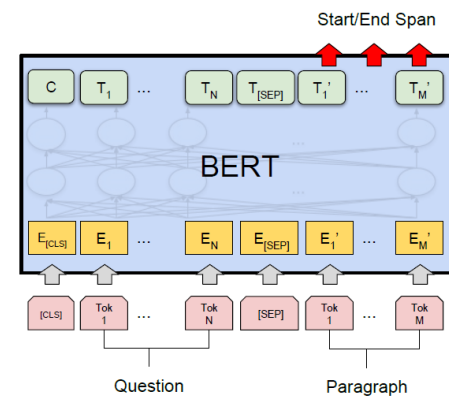 Start/End Span
C T1 ... TN T[SEP] T1' ... TM'
...
BERT
...
E[CLS] E1 ... EN E[SEP] E1' ... EM'
[CLS] Tok 1 ... Tok N [SEP] Tok 1 ... Tok M
Question Paragraph